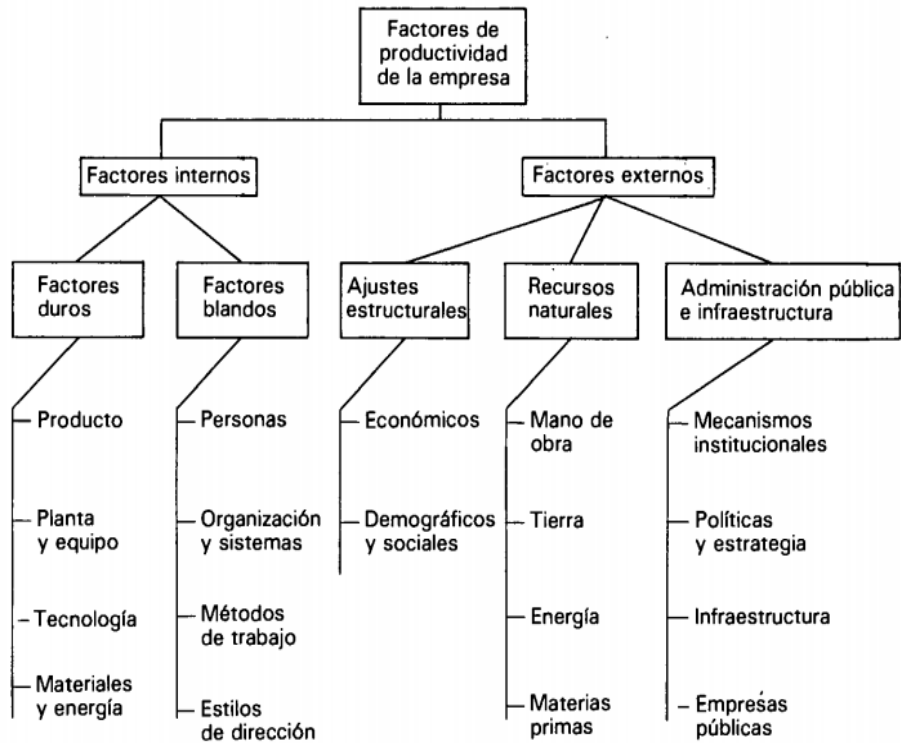 Factores de
productividad
de la empresa
Factores internos
Factores externos
Factores
duros
Factores
blandos
Ajustes
estructurales
Recursos
naturales
Administración pública
e infraestructura
Producto
Planta
y equipo
Tecnología
Materiales
y energía
Personas
Organización
y sistemas
Métodos
de trabajo
Estilos
de dirección
Económicos
Demográficos
y sociales
Mano de
obra
Tierra
Energía
Materias
primas
Mecanismos
institucionales
Políticas
y estrategia
Infraestructura
Empresas
públicas